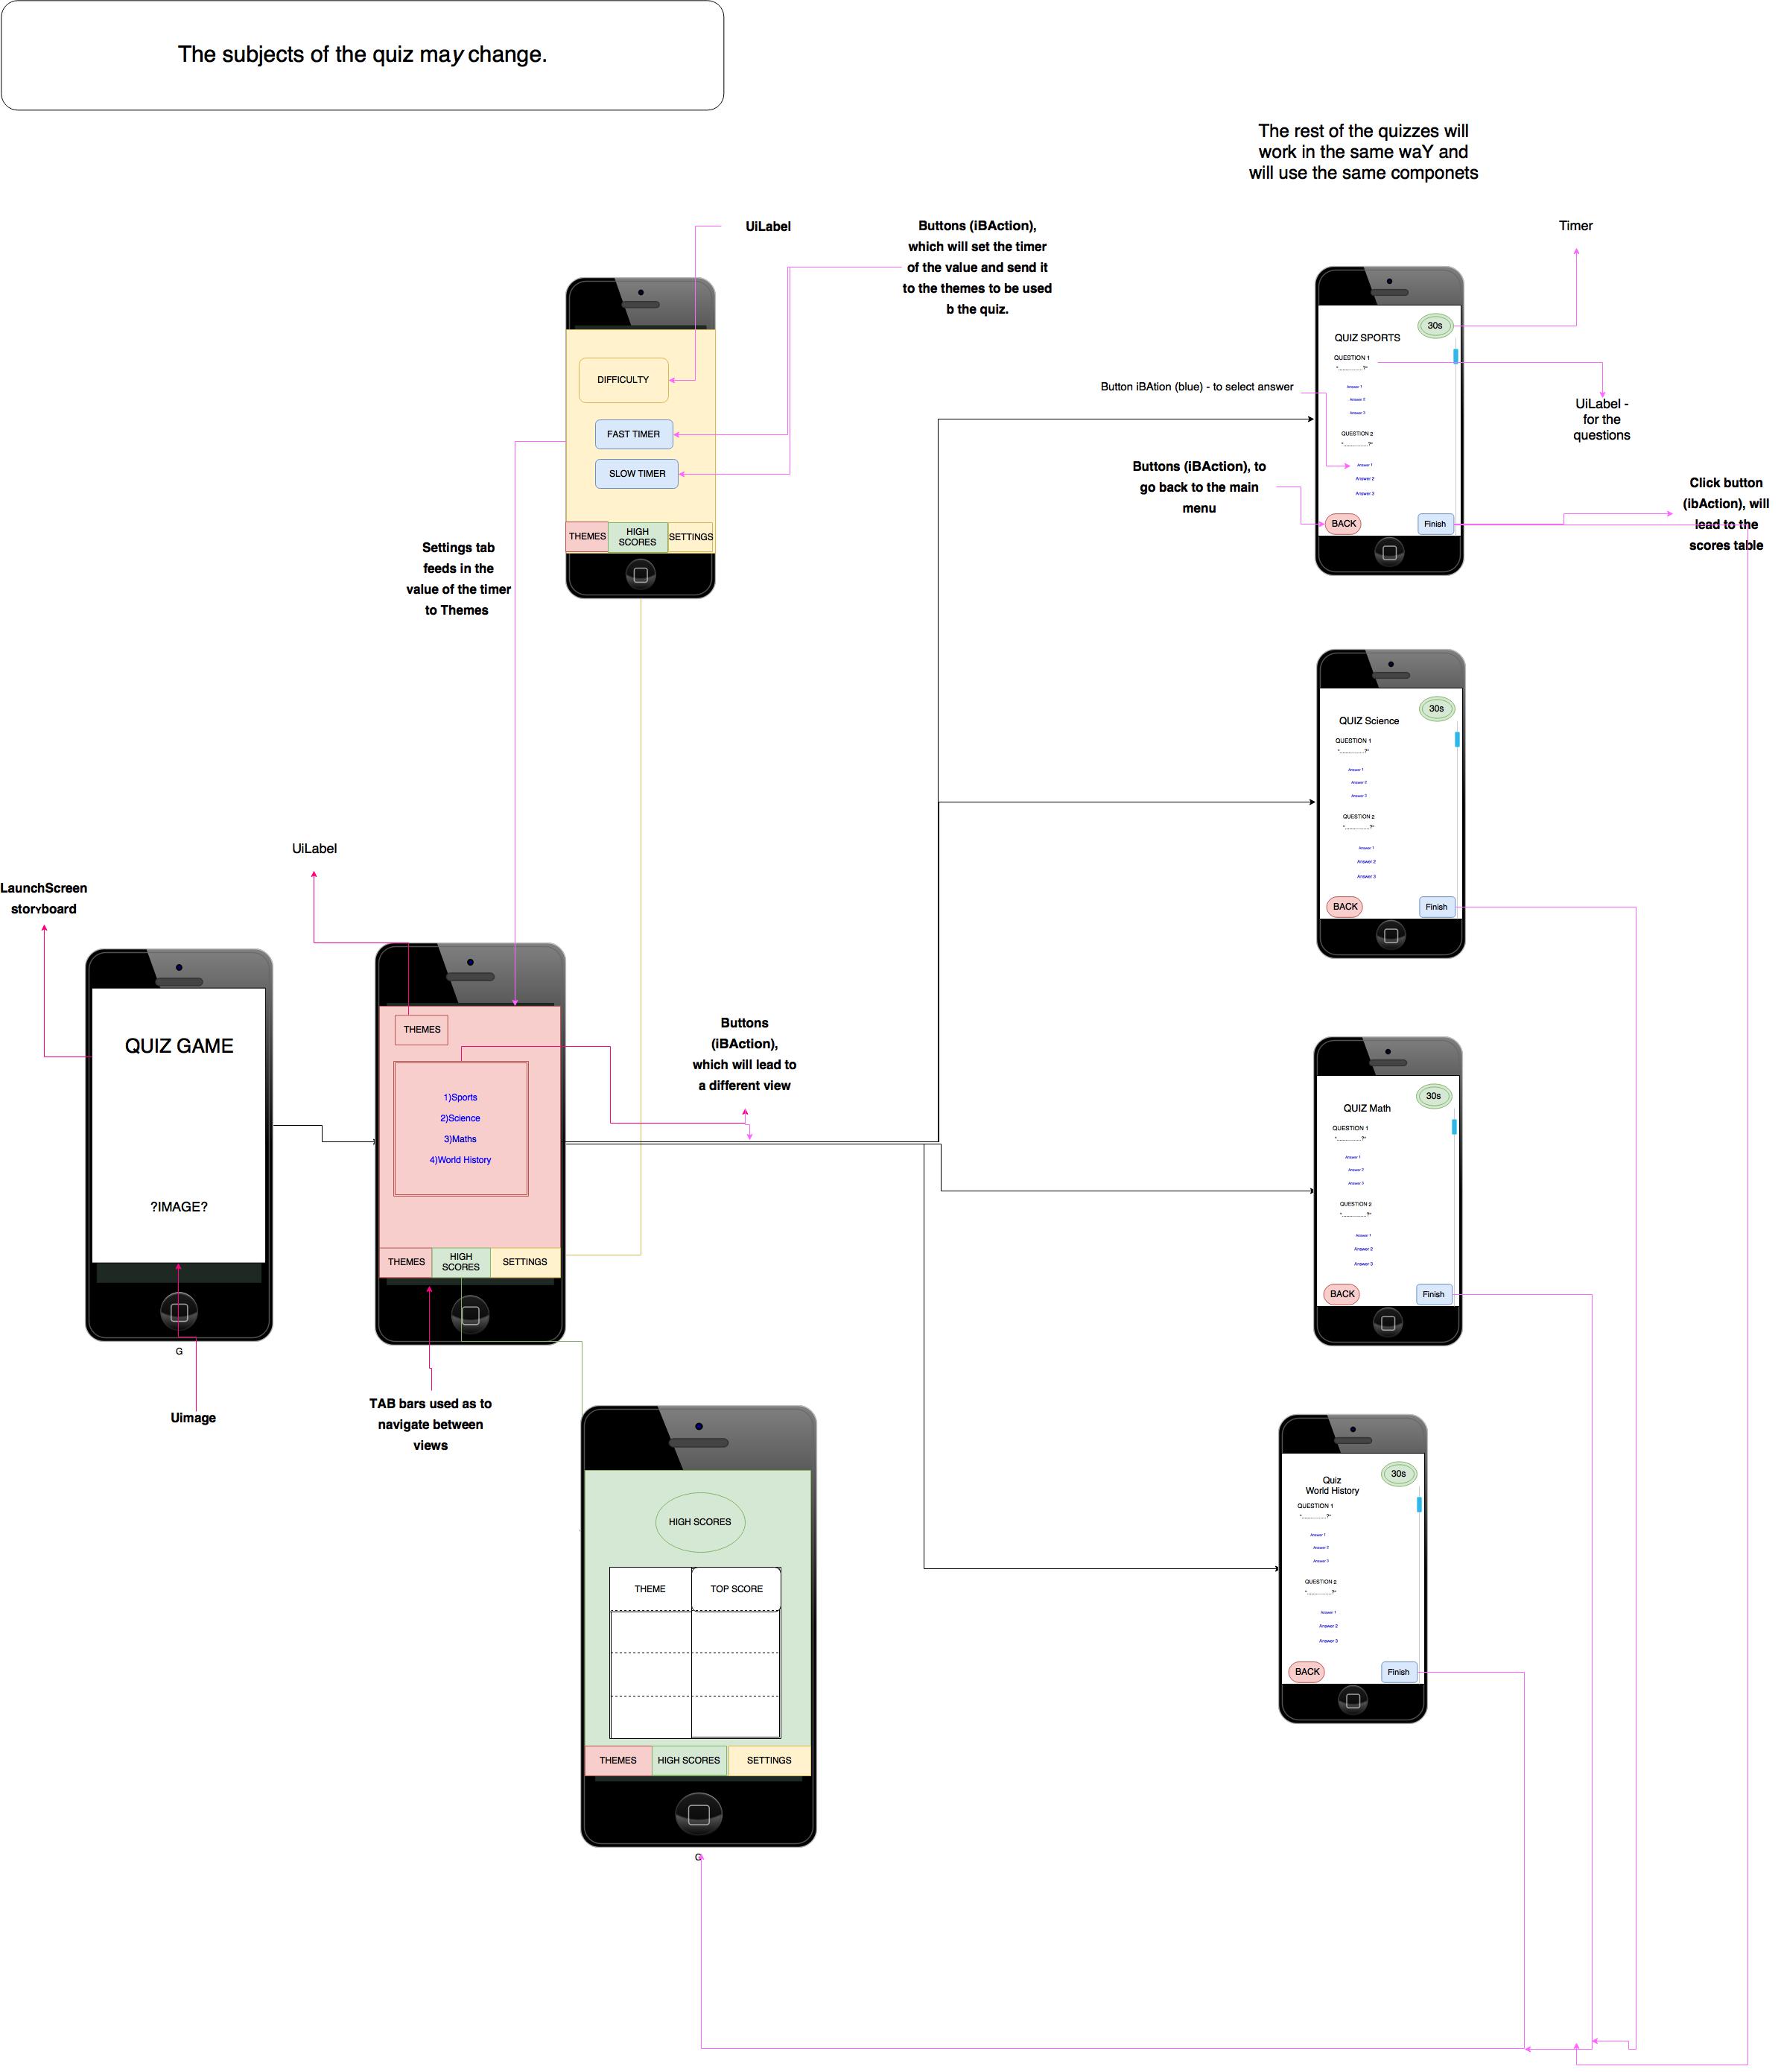 The subjects of the quiz may change.
The rest of the quizzes will
work in the same waY and
will use the same componets
UiLabel
Buttons (iBAction),
which will set the timer
of the value and send it
to the themes to be used
b the quiz.
Timer
DIFFICULTY
FAST TIMER
SLOW TIMER
THEMES
HIGH
SCORES
SETTINGS
30s
QUIZ SPORTS
QUESTION 1
"_____________?"
Answer 1
Answer 2
Answer 3
QUESTION 2
"_____________?"
Answer 1
Answer 2
Answer 3
BACK
Finish
Button iBAtion (blue) - to select answer
UiLabel -
for the
questions
Buttons (iBAction), to
go back to the main
menu
Click button
(ibAction), will
lead to the
scores table
Settings tab
feeds in the
value of the timer
to Themes
30s
QUIZ Science
QUESTION 1
"_____________?"
Answer 1
Answer 2
Answer 3
QUESTION 2
"_____________?"
Answer 1
Answer 2
Answer 3
BACK
Finish
UiLabel
LaunchScreen
storYboard
QUIZ GAME
?IMAGE?
G
Uimage
THEMES
1)Sports
2)Science
3)Maths
4)World History
THEMES
HIGH
SCORES
SETTINGS
TAB bars used as to
navigate between
views
Buttons
(iBAction),
which will lead to
a different view
30s
QUIZ Math
QUESTION 1
"_____________?"
Answer 1
Answer 2
Answer 3
QUESTION 2
"_____________?"
Answer 1
Answer 2
Answer 3
BACK
Finish
HIGH SCORES
THEME
TOP SCORE
THEMES
HIGH SCORES
SETTINGS
G
30s
Quiz
World History
QUESTION 1
"_____________?"
Answer 1
Answer 2
Answer 3
QUESTION 2
"_____________?"
Answer 1
Answer 2
Answer 3
BACK
Finish